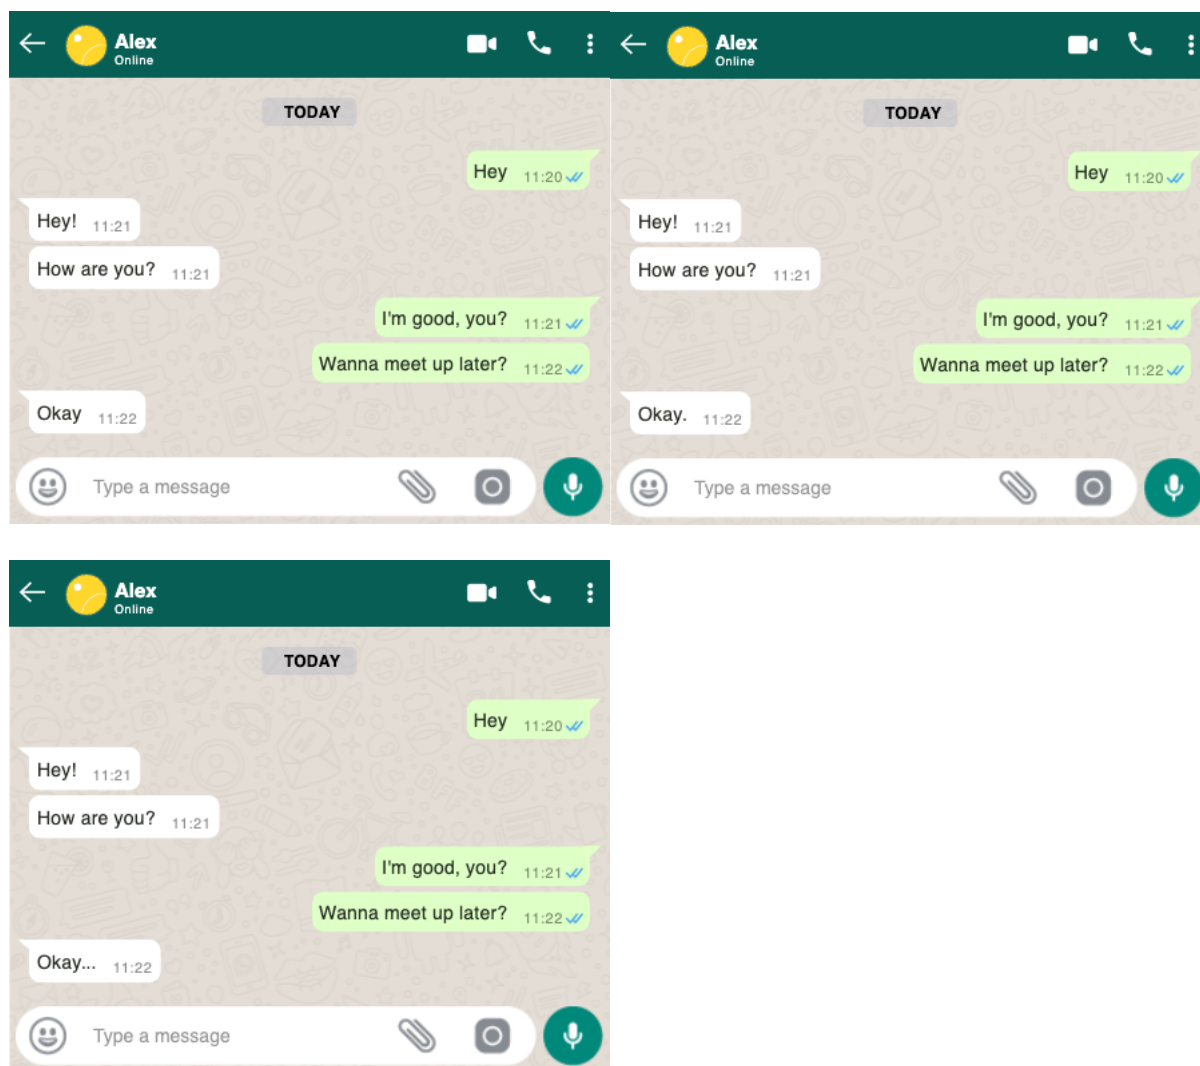 Alex
Online
TODAY
Hey 11:20
Hey! 11:21
How are you? 11:21
I'm good, you? 11:21
Wanna meet up later? 11:22
Okay 11:22
Type a message
Alex
Online
TODAY
Hey 11:20
Hey! 11:21
How are you? 11:21
I'm good, you? 11:21
Wanna meet up later? 11:22
Okay. 11:22
Type a message
Alex
Online
TODAY
Hey 11:20
Hey! 11:21
How are you? 11:21
I'm good, you? 11:21
Wanna meet up later? 11:22
Okay... 11:22
Type a message